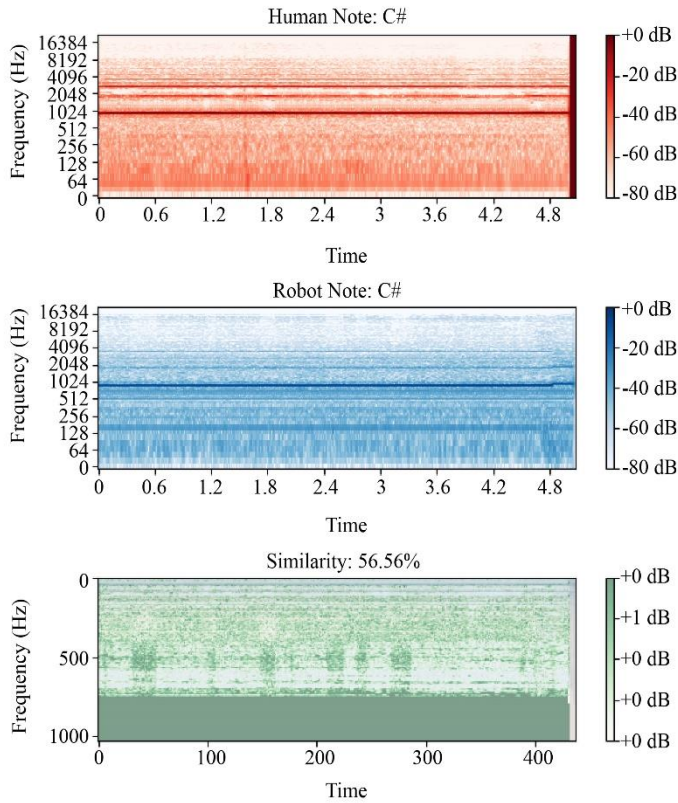 Human Note: C#
Frequency (Hz)
16384
8192
4096
2048
1024
512
256
128
64
0
0 0.6 1.2 1.8 2.4 3 3.6 4.2 4.8
Time
+0 dB
-20 dB
-40 dB
-60 dB
-80 dB
Robot Note: C#
Frequency (Hz)
16384
8192
4096
2048
1024
512
256
128
64
0
0 0.6 1.2 1.8 2.4 3 3.6 4.2 4.8
Time
+0 dB
-20 dB
-40 dB
-60 dB
-80 dB
Similarity: 56.56%
Frequency (Hz)
0
500
1000
0 100 200 300 400
Time
+0 dB
+1 dB
+0 dB
+0 dB
+0 dB